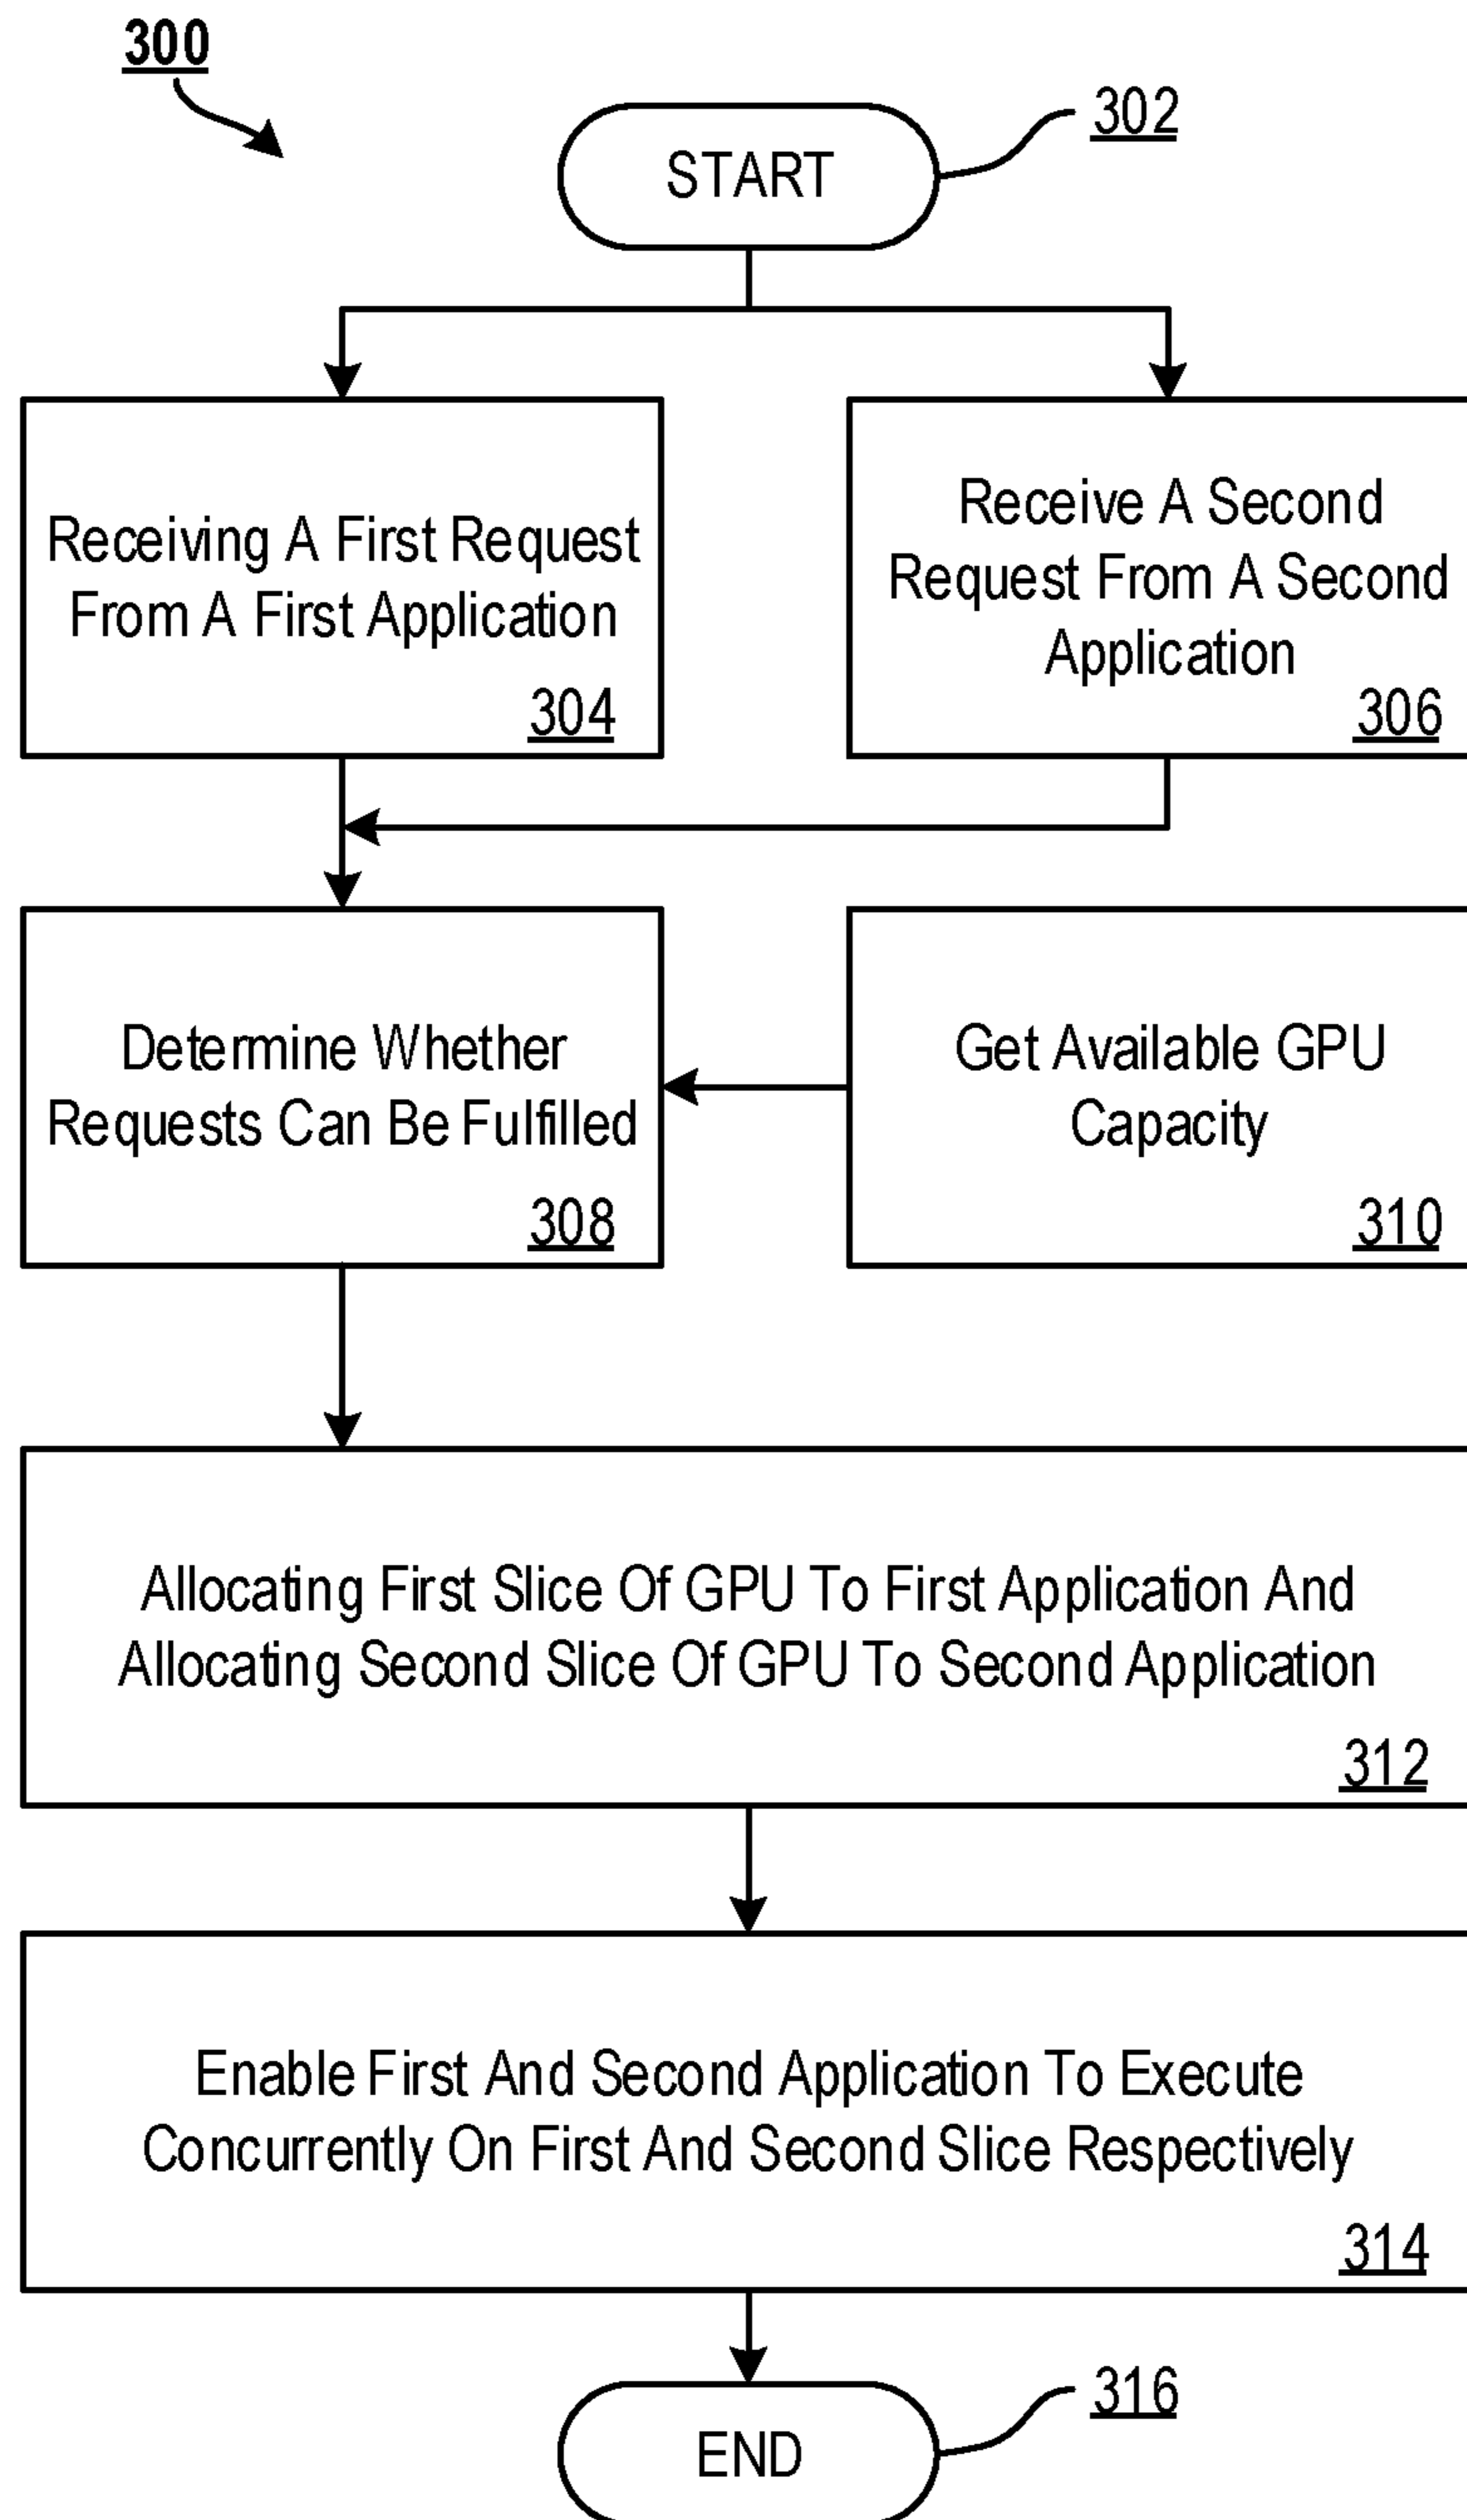 300
302
START
Receiving A First Request
From A First Application
304
Receive A Second
Request From A Second
Application
306
Determine Whether
Requests Can Be Fulfilled
308
Get Available GPU
Capacity
310
Allocating First Slice Of GPU To First Application And
Allocating Second Slice Of GPU To Second Application
312
Enable First And Second Application To Execute
Concurrently On First And Second Slice Respectively
314
316
END